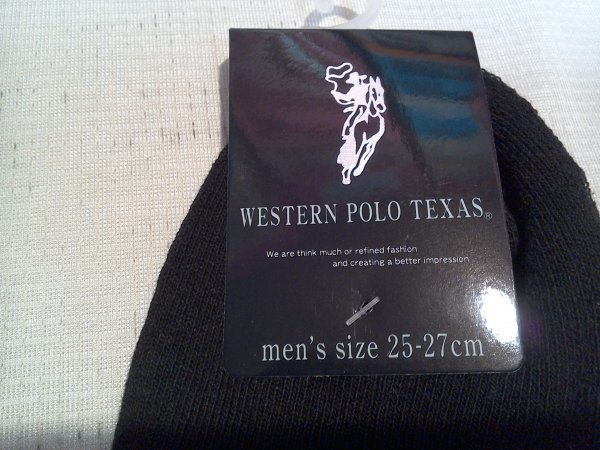 WESTERN POLO TEXAS®
We are think much or refined fashion
and creating a better impression
men's size 25-27cm